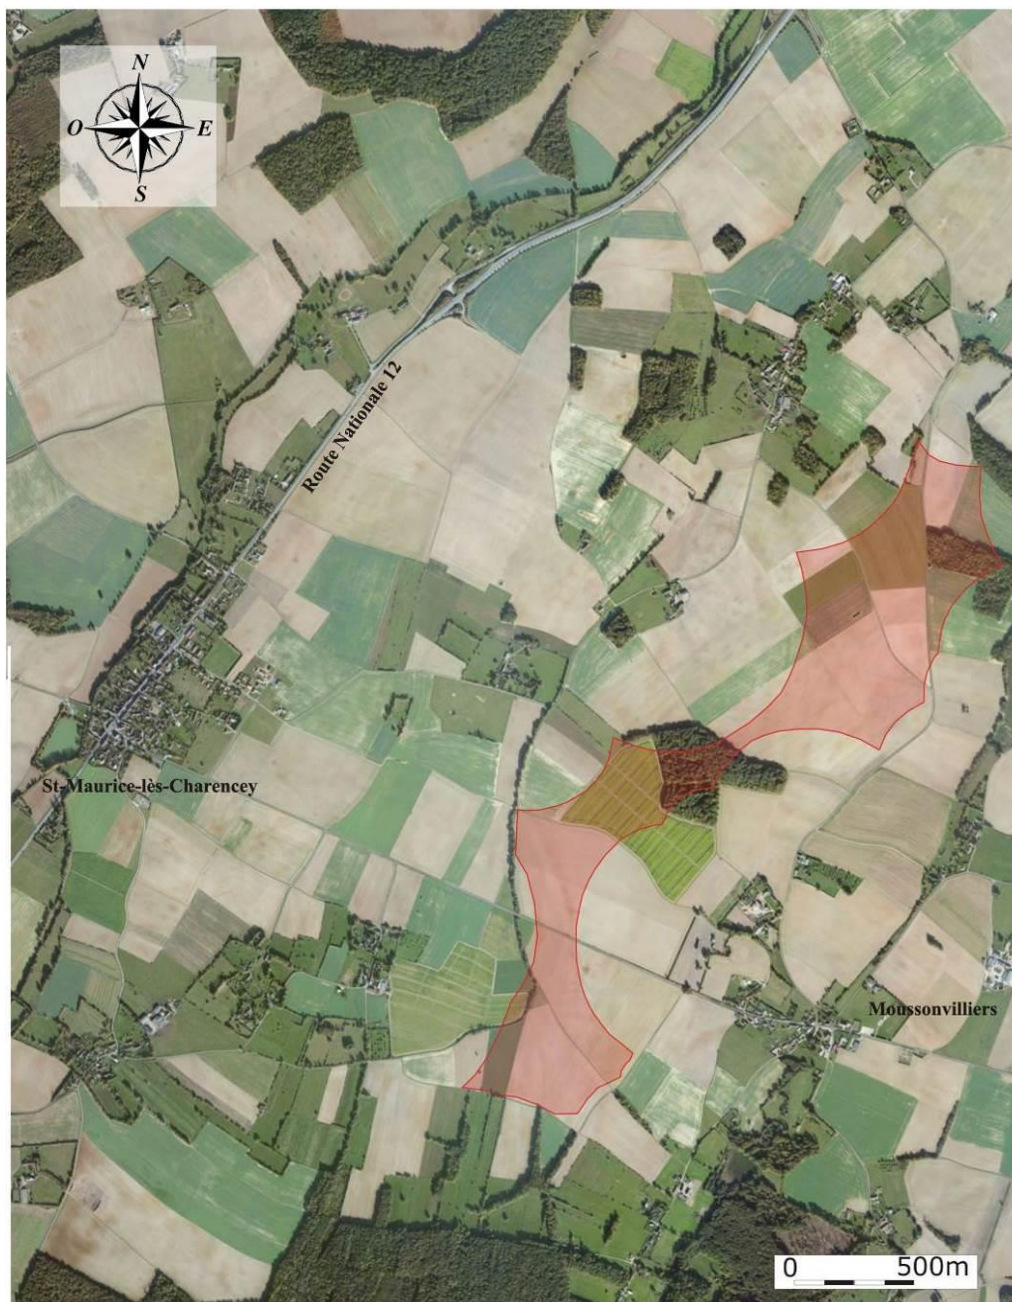 N
O E
S
Route Nationale 12
St-Maurice-lès-Charencey
Moussonvilliers
0 500m